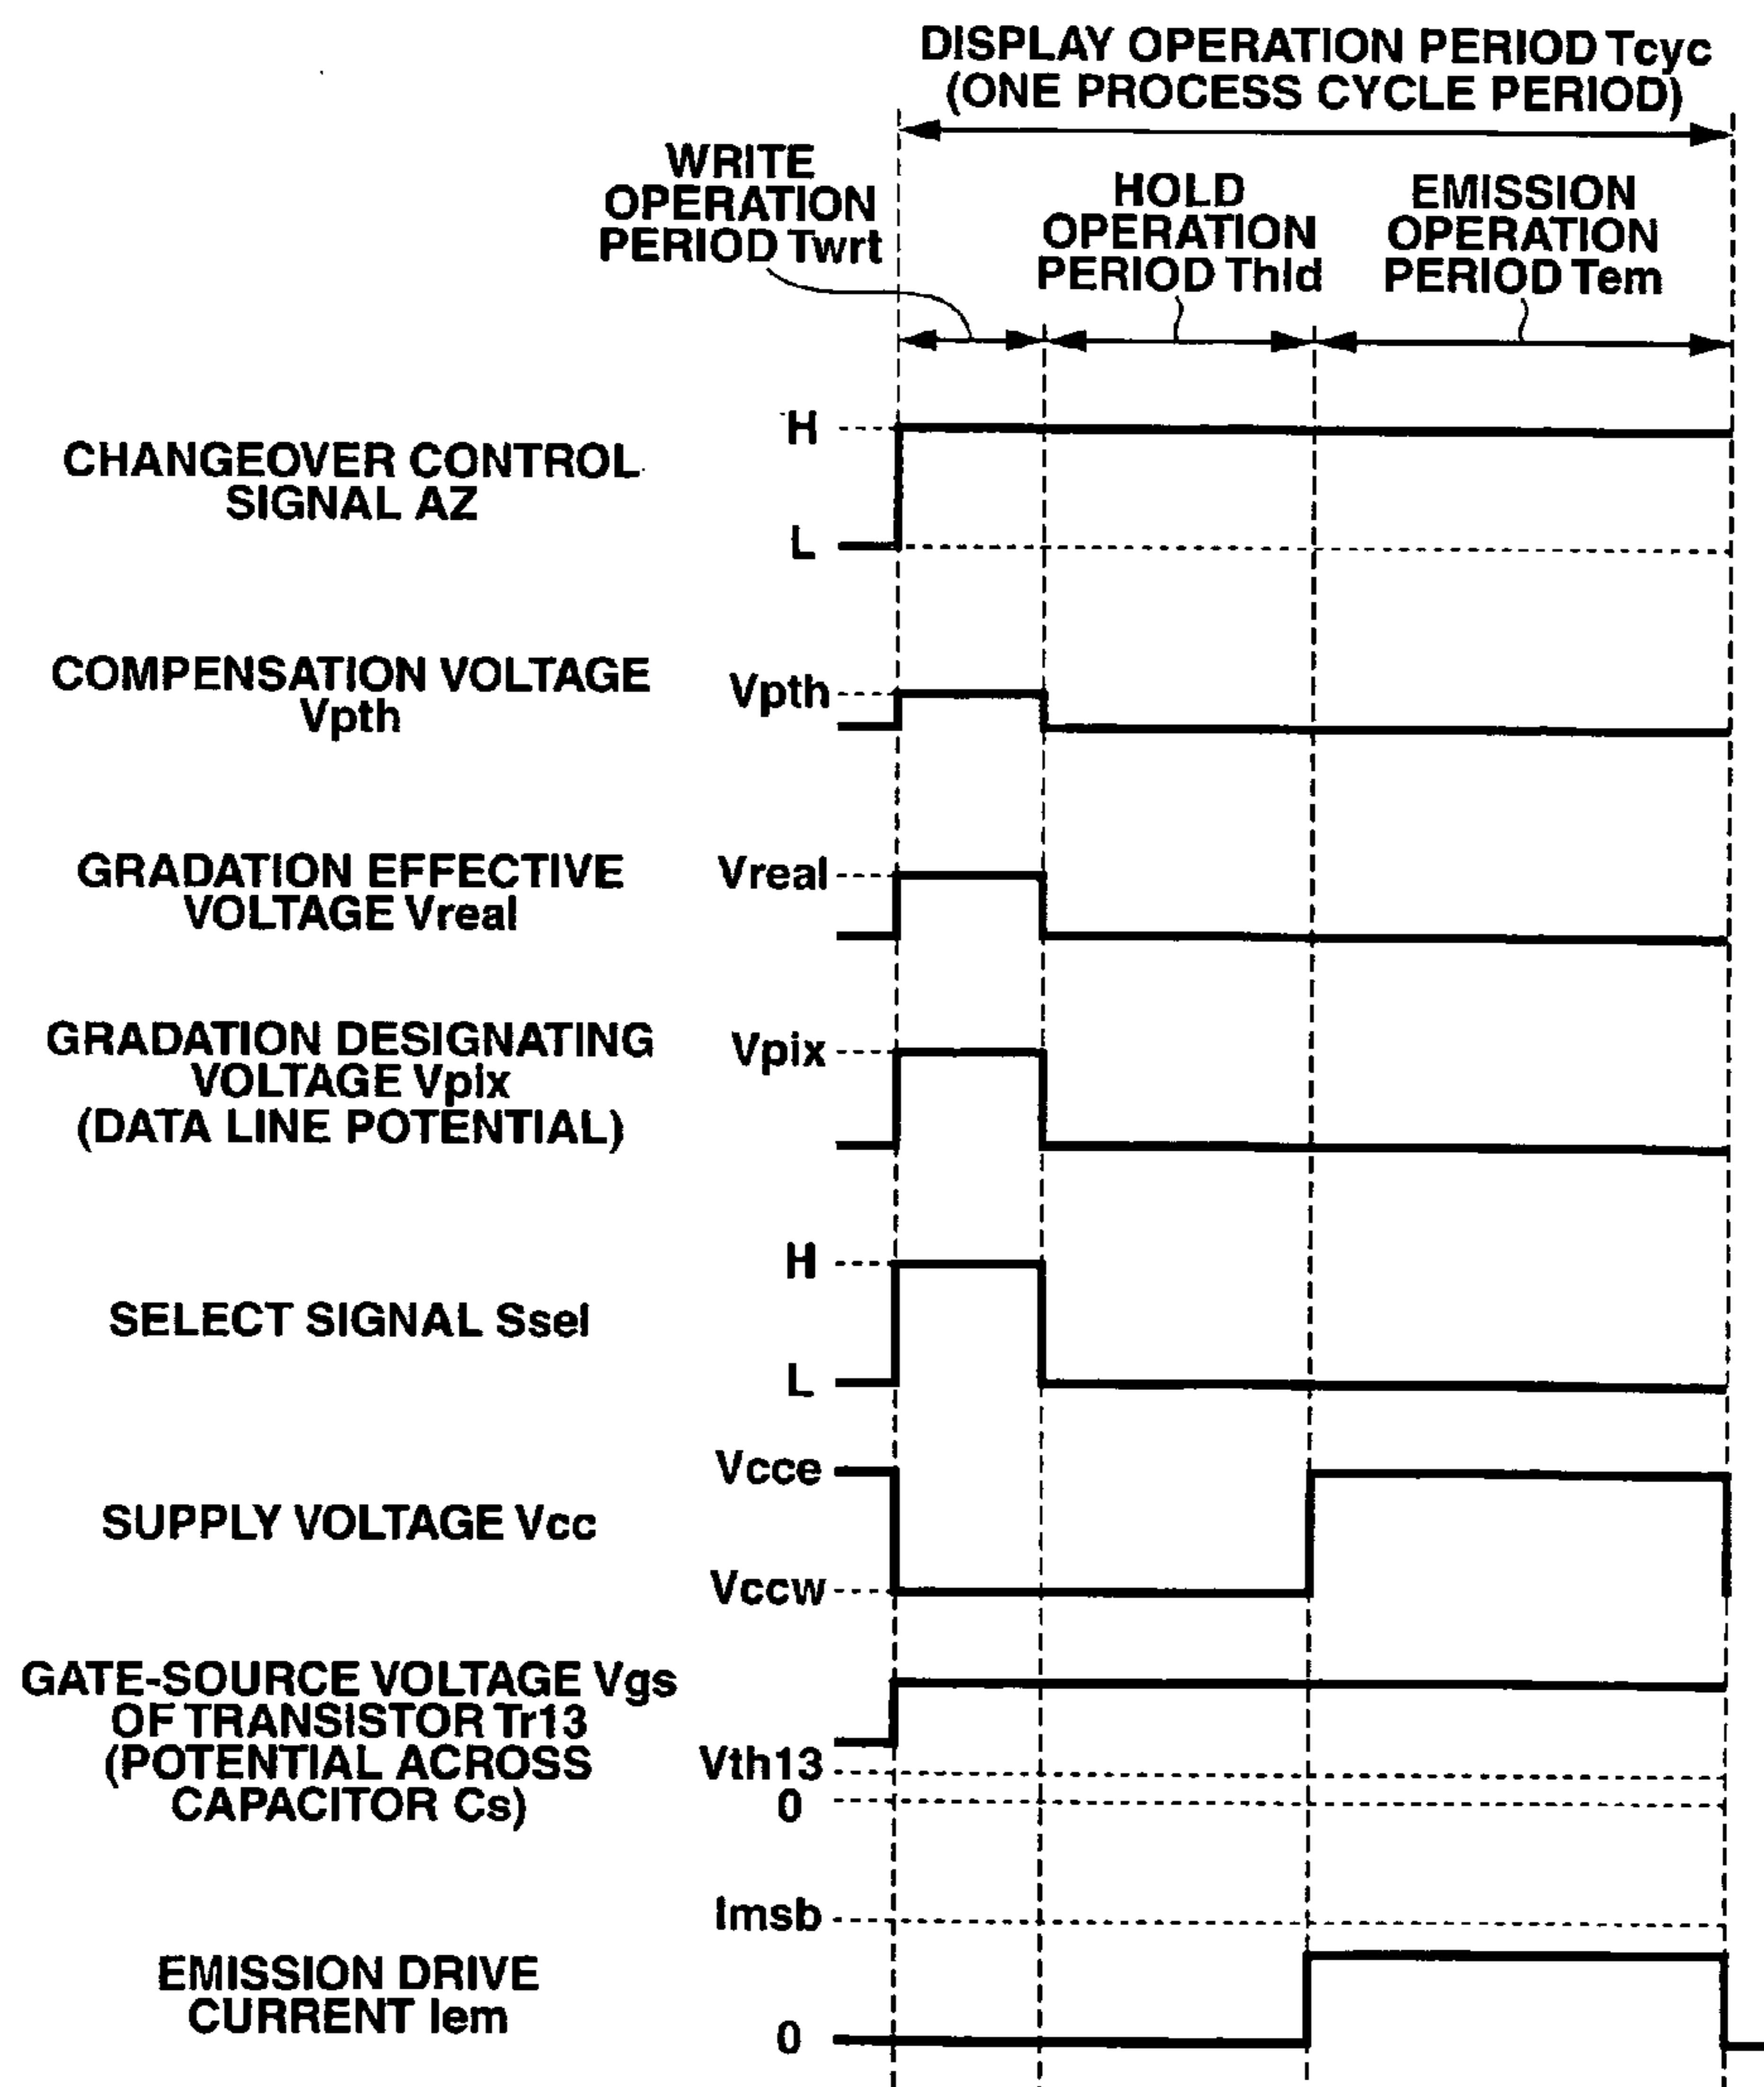 DISPLAY OPERATION PERIOD Tcyc
(ONE PROCESS CYCLE PERIOD)
WRITE
OPERATION
PERIOD Twrt
HOLD
OPERATION
PERIOD Thld
EMISSION
OPERATION
PERIOD Tem
CHANGEOVER CONTROL
SIGNAL AZ
H
L
COMPENSATION VOLTAGE
Vpth
Vpth
GRADATION EFFECTIVE
VOLTAGE Vreal
Vreal
GRADATION DESIGNATING
VOLTAGE Vpix
(DATA LINE POTENTIAL)
Vpix
SELECT SIGNAL Ssel
H
L
SUPPLY VOLTAGE Vcc
Vcce
Vccw
GATE-SOURCE VOLTAGE Vgs
OF TRANSISTOR Tr13
(POTENTIAL ACROSS
CAPACITOR Cs)
Vth13
0
EMISSION DRIVE
CURRENT Iem
Imsb
0